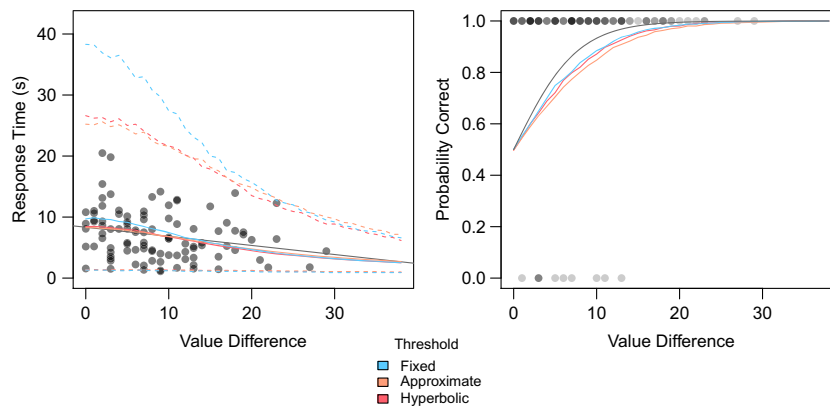 40
30
20
10
0
Response Time (s)
0 10 20 30
Value Difference
1.0
0.8
0.6
0.4
0.2
0.0
Probability Correct
0 10 20 30
Value Difference
Threshold
Fixed
Approximate
Hyperbolic